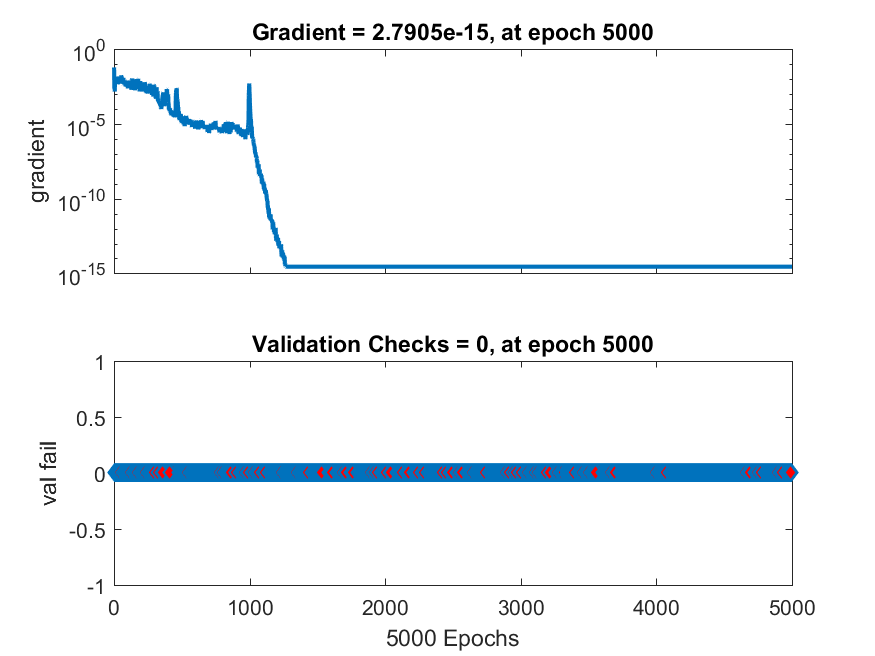 Gradient = 2.7905e-15, at epoch 5000
10^0
10^-5
10^-10
10^-15
gradient
Validation Checks = 0, at epoch 5000
1
0.5
0
-0.5
-1
val fail
0 1000 2000 3000 4000 5000
5000 Epochs